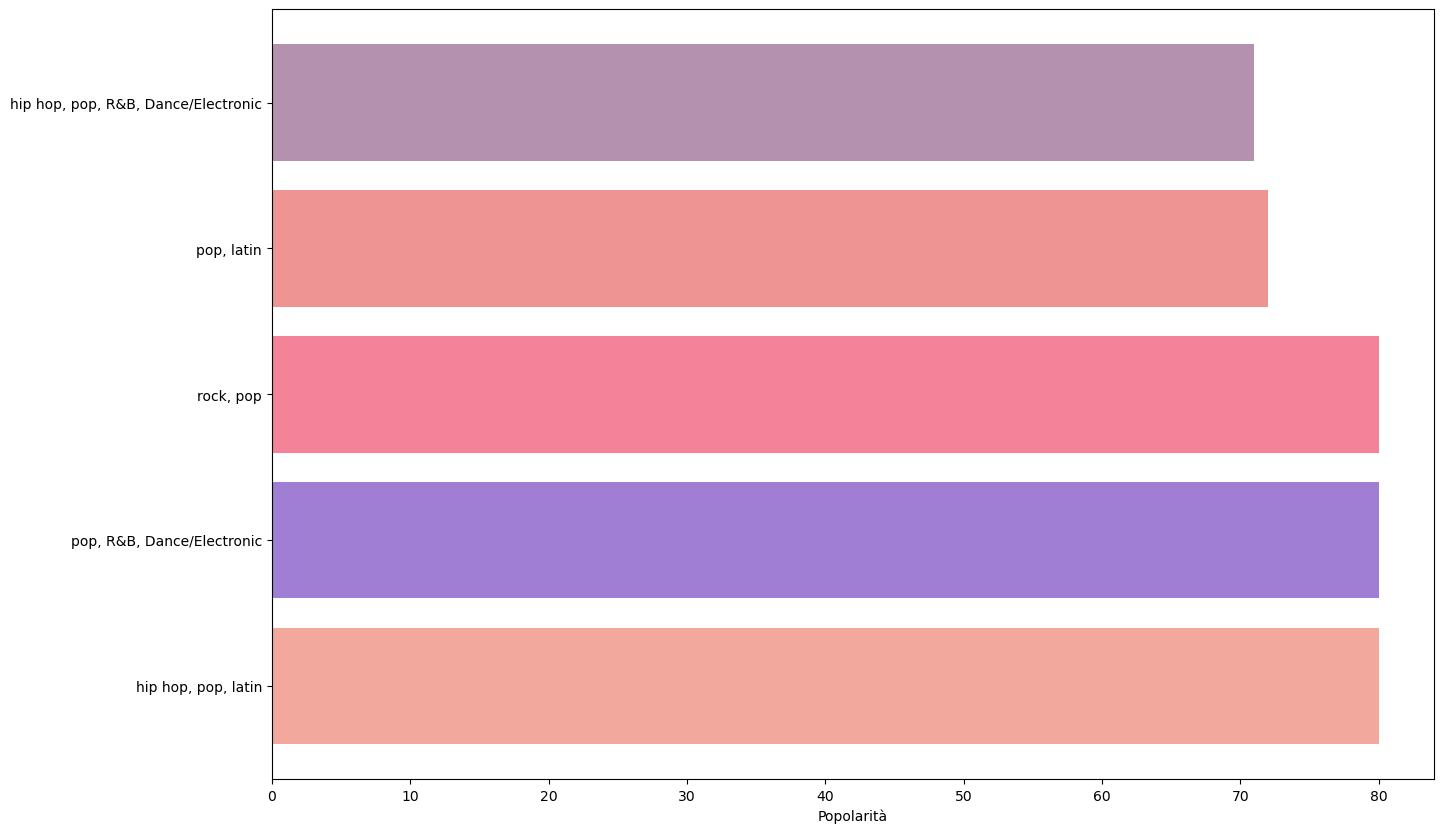 hip hop, pop, R&B, Dance/Electronic
pop, latin
rock, pop
pop, R&B, Dance/Electronic
hip hop, pop, latin
0 10 20 30 40 50 60 70 80
Popolarità